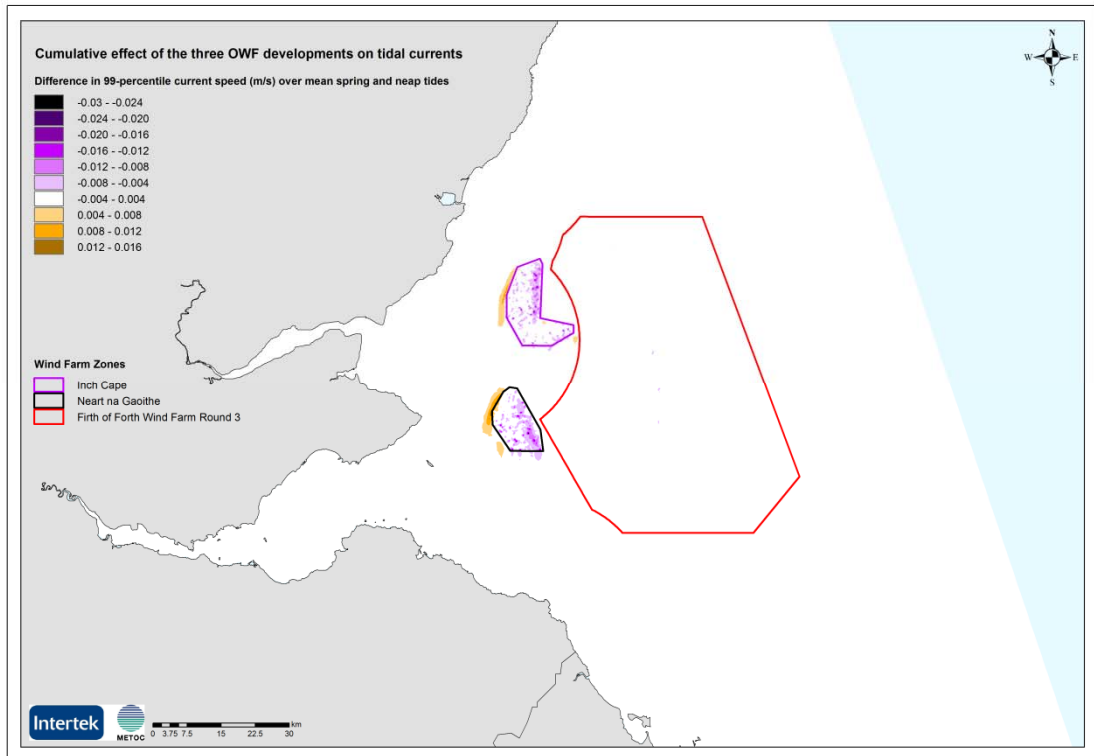 Cumulative effect of the three OWF developments on tidal currents
Difference in 99-percentile current speed (m/s) over mean spring and neap tides
-0.03 - -0.024
-0.024 - -0.020
-0.020 - -0.016
-0.016 - -0.012
-0.012 - -0.008
-0.008 - -0.004
-0.004 - 0.004
0.004 - 0.008
0.008 - 0.012
0.012 - 0.016
N
W E
S
Wind Farm Zones
Inch Cape
Neart na Gaoithe
Firth of Forth Wind Farm Round 3
Intertek
METOC
km
0 3.75 7.5 15 22.5 30